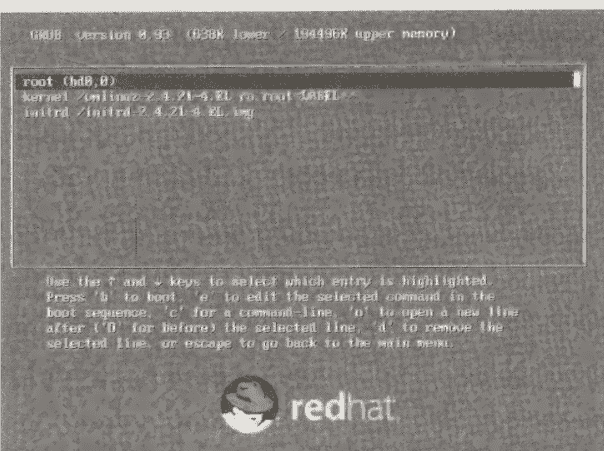 GRUB version 0.93 (638K lower / 194496K upper memory)
root (hd0,0)
kernel /vmlinuz-2.4.21-4.EL ro root=LABEL=/
initrd /initrd-2.4.21-4.EL.img
Use the ↑ and ↓ keys to select which entry is highlighted.
Press 'b' to boot, 'e' to edit the selected command in the
boot sequence, 'c' for a command-line, 'o' to open a new line
after ('O' for before) the selected line, 'd' to remove the
selected line, or escape to go back to the main menu.
redhat